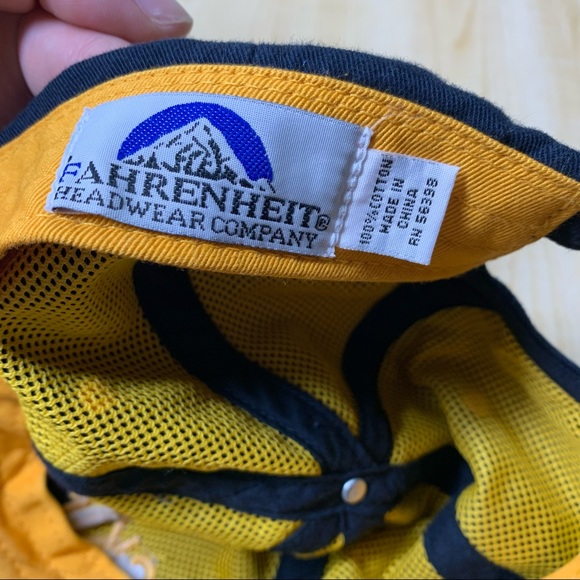 FAHRENHEIT®
HEADWEAR COMPANY
100% COTTON
MADE IN
CHINA
RN 56398